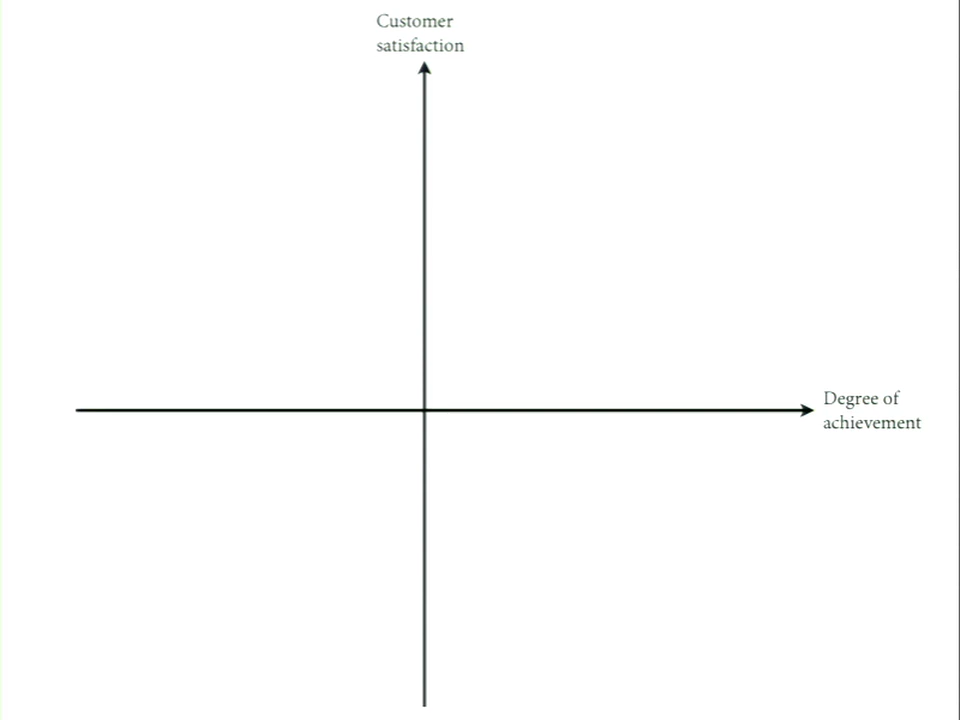 Customer
satisfaction
Degree of
achievement